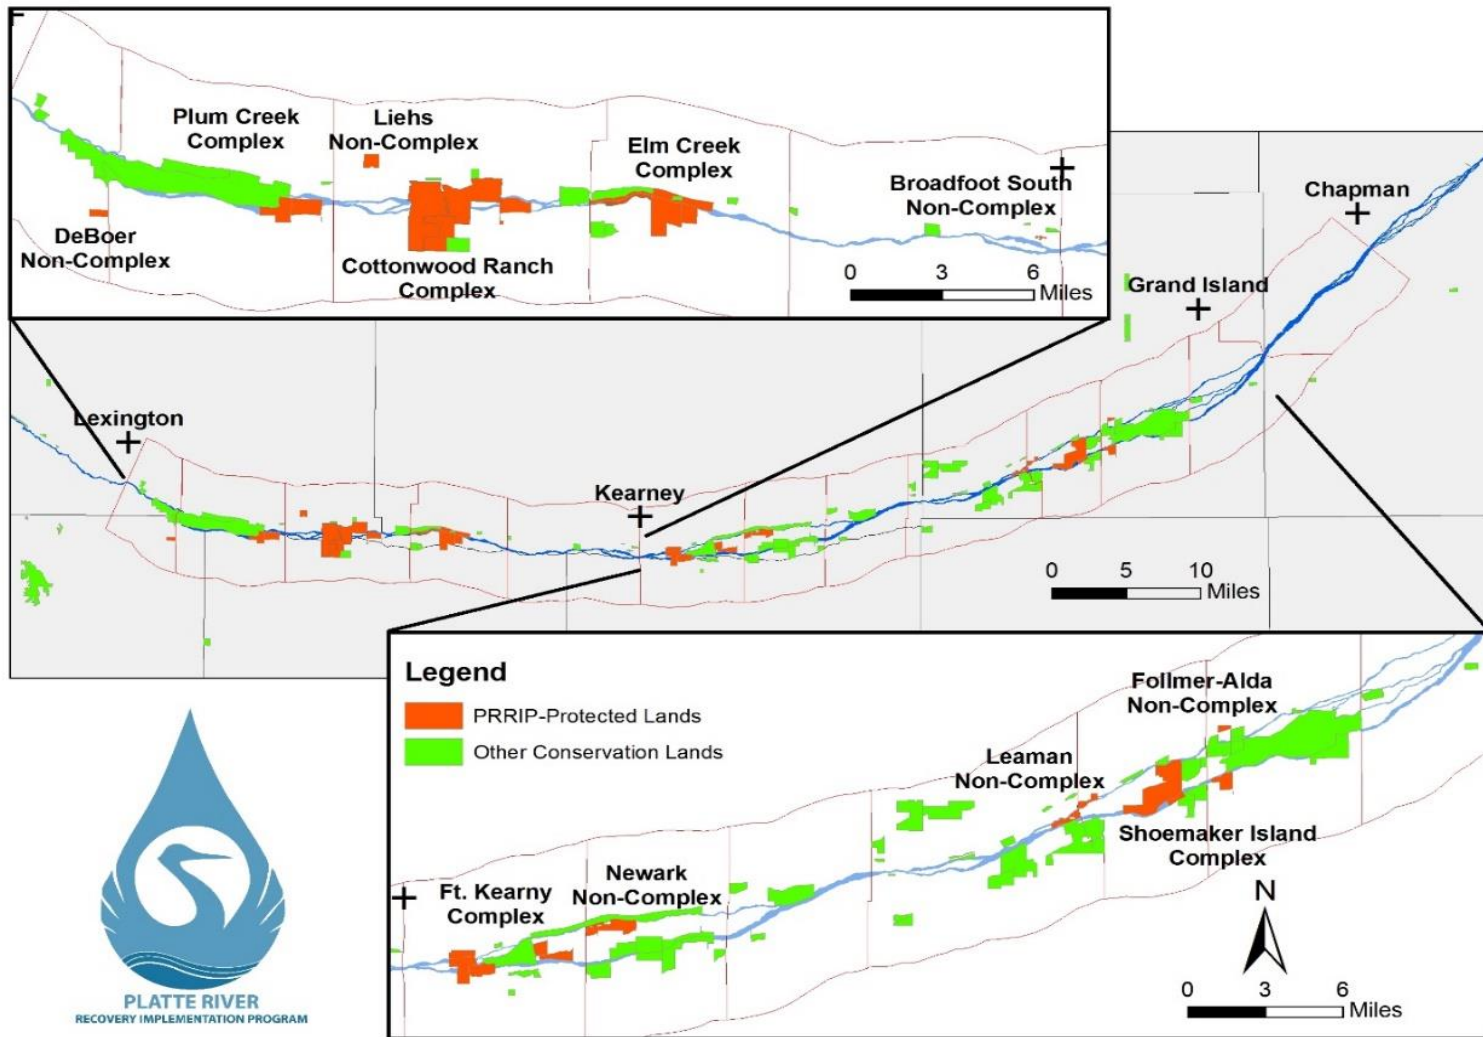 Plum Creek
Complex
Liehs
Non-Complex
Elm Creek
Complex
Broadfoot South
Non-Complex
DeBoer
Non-Complex
Cottonwood Ranch
Complex
0 3 6
Miles
Chapman
Grand Island
Lexington
Kearney
0 5 10
Miles
Legend
PRRIP-Protected Lands
Other Conservation Lands
Follmer-Alda
Non-Complex
Leaman
Non-Complex
Shoemaker Island
Complex
Newark
Non-Complex
Ft. Kearny
Complex
N
0 3 6
Miles
PLATTE RIVER
RECOVERY IMPLEMENTATION PROGRAM